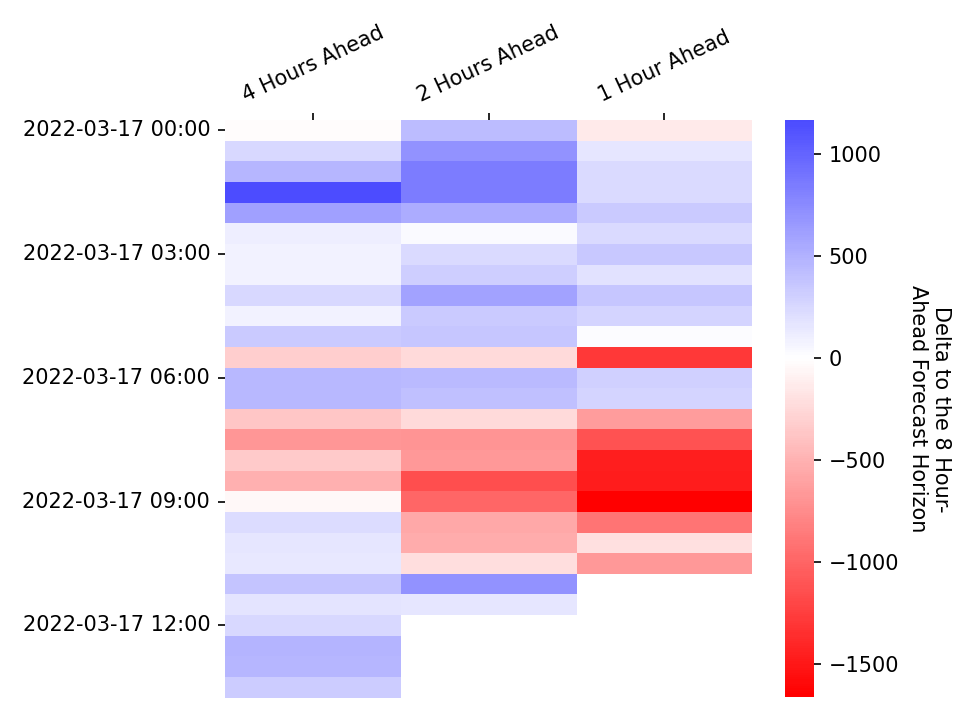 4 Hours Ahead
2 Hours Ahead
1 Hour Ahead
2022-03-17 00:00
2022-03-17 03:00
2022-03-17 06:00
2022-03-17 09:00
2022-03-17 12:00
1000
500
0
−500
−1000
−1500
Delta to the 8 Hour-
Ahead Forecast Horizon